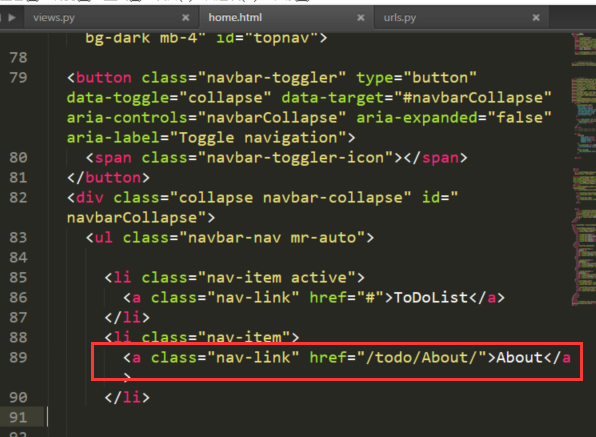 views.py × home.html × urls.py ×
bg-dark mb-4" id="topnav">
78
79 <button class="navbar-toggler" type="button"
data-toggle="collapse" data-target="#navbarCollapse"
aria-controls="navbarCollapse" aria-expanded="false"
aria-label="Toggle navigation">
80 <span class="navbar-toggler-icon"></span>
81 </button>
82 <div class="collapse navbar-collapse" id="
navbarCollapse">
83 <ul class="navbar-nav mr-auto">
84
85 <li class="nav-item active">
86 <a class="nav-link" href="#">ToDoList</a>
87 </li>
88 <li class="nav-item">
89 <a class="nav-link" href="/todo/About/">About</a
>
90 </li>
91